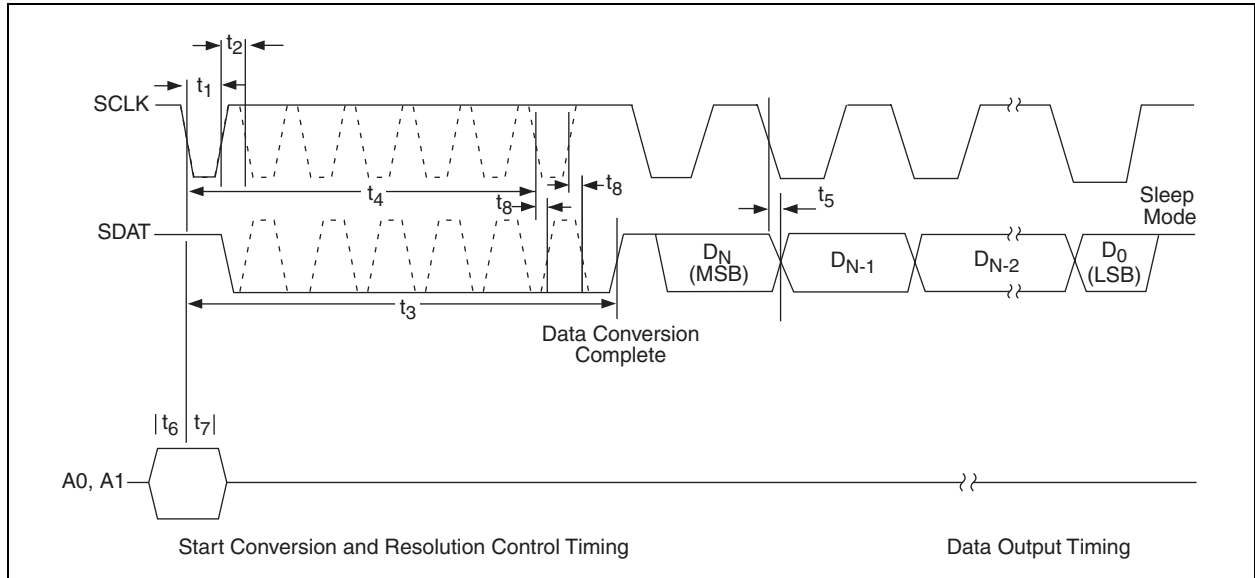 t2
t1
SCLK
t4
t8
t8
t5
Sleep
Mode
SDAT
DN
(MSB)
DN-1
DN-2
D0
(LSB)
t3
Data Conversion
Complete
t6
t7
A0, A1
Start Conversion and Resolution Control Timing
Data Output Timing